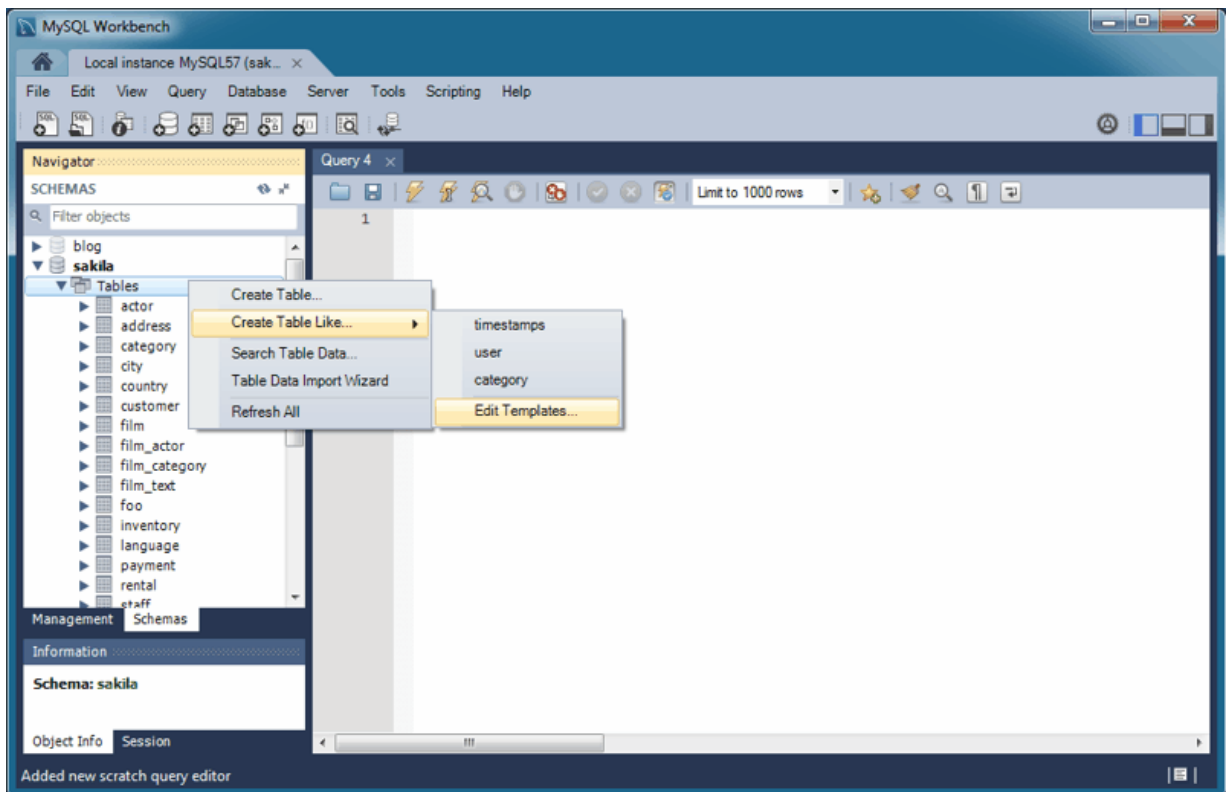 MySQL Workbench
Local instance MySQL57 (sak...
File Edit View Query Database Server Tools Scripting Help
Navigator
SCHEMAS
Filter objects
blog
sakila
Tables
actor
address
category
city
country
customer
film
film_actor
film_category
film_text
foo
inventory
language
payment
rental
staff
Management Schemas
Information
Schema: sakila
Object Info Session
Query 4
Limit to 1000 rows
1
Create Table...
Create Table Like...
Search Table Data...
Table Data Import Wizard
Refresh All
timestamps
user
category
Edit Templates...
Added new scratch query editor